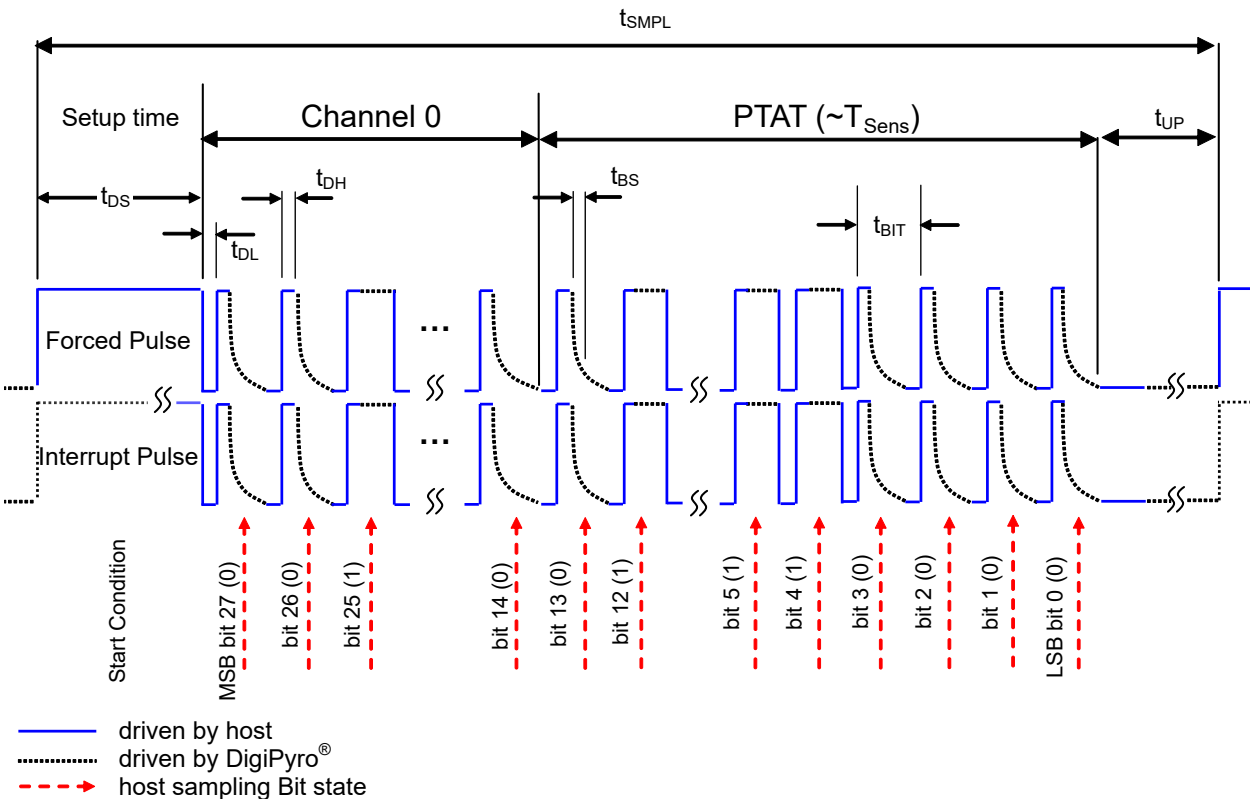 tSMPL
Setup time
Channel 0
PTAT (~TSens)
tUP
tDS
tDH
tBS
tDL
tBIT
Forced Pulse
...
Interrupt Pulse
...
Start Condition
MSB bit 27 (0)
bit 26 (0)
bit 25 (1)
bit 14 (0)
bit 13 (0)
bit 12 (1)
bit 5 (1)
bit 4 (1)
bit 3 (0)
bit 2 (0)
bit 1 (0)
LSB bit 0 (0)
driven by host
driven by DigiPyro®
host sampling Bit state